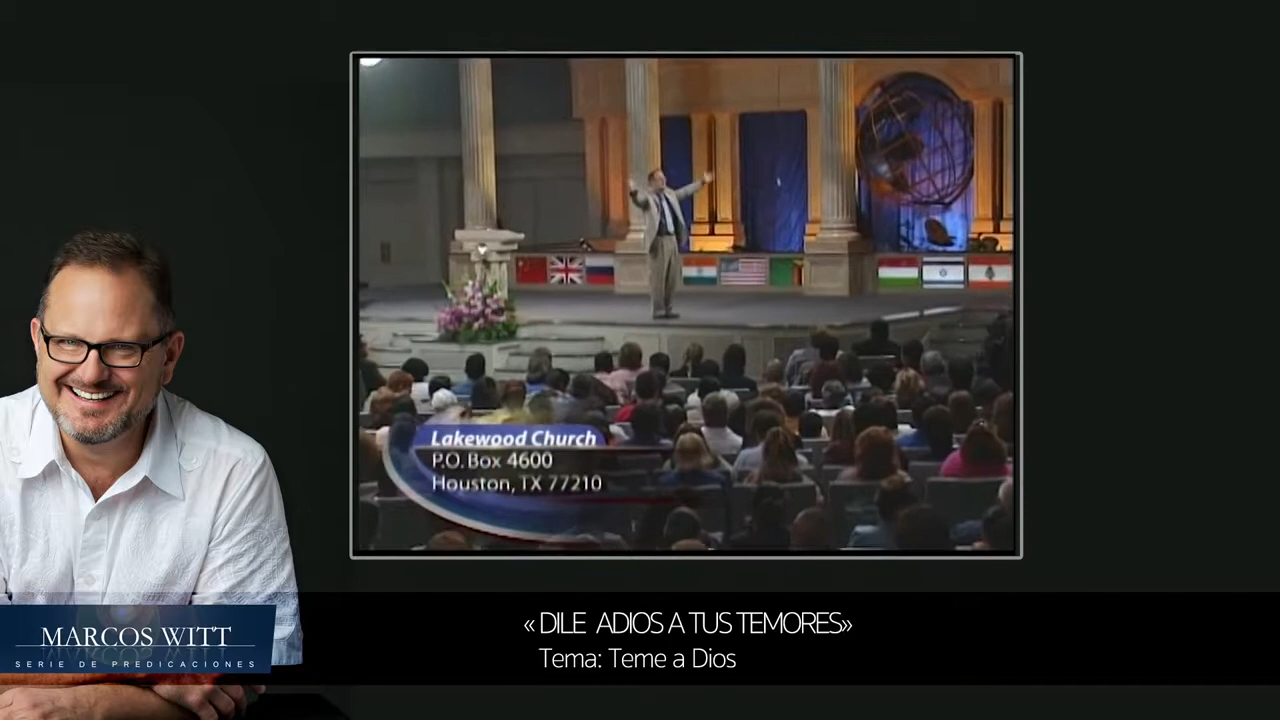 Lakewood Church
P.O. Box 4600
Houston, TX 77210
MARCOS WITT
SERIE DE PREDICACIONES
« DILE ADIOS A TUS TEMORES»
Tema: Teme a Dios